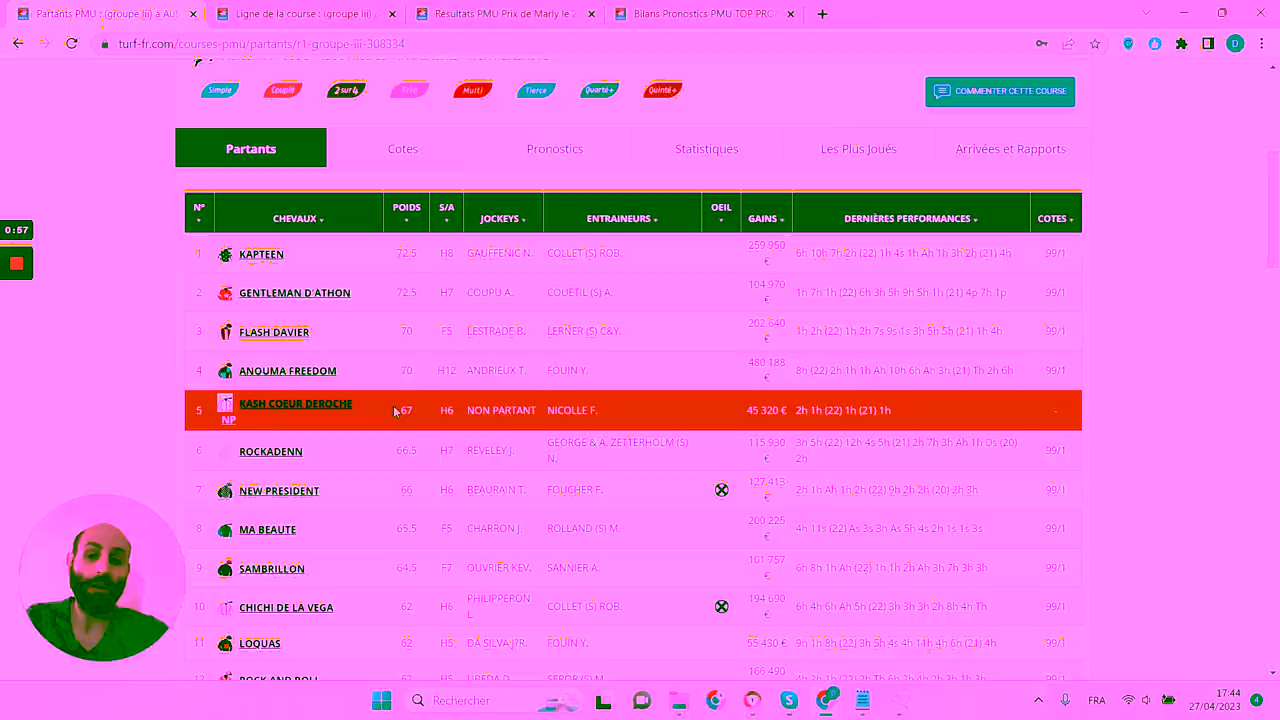 Partants PMU : (groupe iii) à Aut
Ligne de la course : (groupe iii)
Résultats PMU Prix de Marly le 2
Bilans Pronostics PMU TOP PRO
turf-fr.com/courses-pmu/partants/r1-groupe-iii-308334
Simple
Couplé
2 sur 4
Trio
Multi
Tierce
Quarté+
Quinté+
COMMENTER CETTE COURSE
Partants
Cotes
Pronostics
Statistiques
Les Plus Joués
Arrivées et Rapports
N° CHEVAUX POIDS S/A JOCKEYS ENTRAINEURS OEIL GAINS DERNIÈRES PERFORMANCES COTES
0:57
1 KAPTEEN 72.5 H8 GAUFFENIC N. COLLET (S) ROB. 259 950 € 6h 10h 7h 2h (22) 1h 4s 1h Ah 1h 3h 2h (21) 4h 99/1
2 GENTLEMAN D'ATHON 72.5 H7 COUPU A. COUETIL (S) A. 104 970 € 1h 7h 1h (22) 6h 3h 5h 9h 5h 1h (21) 4p 7h 1p 99/1
3 FLASH DAVIER 70 F5 LESTRADE B. LERNER (S) C&Y. 202 640 € 1h 2h (22) 1h 2h 7s 9s 1s 3h 5h 5h (21) 1h 4h 99/1
4 ANOUMA FREEDOM 70 H12 ANDRIEUX T. FOUIN Y. 480 188 € 8h (22) 2h 1h 1h Ah 10h 6h Ah 3h (21) Th 2h 6h 99/1
5 KASH COEUR DEROCHE NP 67 H6 NON PARTANT NICOLLE F. 45 320 € 2h 1h (22) 1h (21) 1h -
6 ROCKADENN 66.5 H7 REVELEY J. GEORGE & A. ZETTERHOLM (S) N. 115 930 € 3h 5h (22) 12h 4s 5h (21) 2h 7h 3h Ah 1h Ds (20) 2h 99/1
7 NEW PRESIDENT 66 H6 BEAURAIN T. FOUCHER F. 127 413 € 2h 1h Ah 1h 2h (22) 9h 2h 2h (20) 2h 3h 99/1
8 MA BEAUTE 65.5 F5 CHARRON J. ROLLAND (S) M. 200 225 € 4h 11s (22) As 3s 3h As 5h 4s 2h 1s 1s 3s 99/1
9 SAMBRILLON 64.5 F7 OUVRIER KEV. SANNIER A. 101 757 € 6h 8h 1h Ah (22) 1h 1h 2h Ah 3h 7h 3h 3h 99/1
10 CHICHI DE LA VEGA 62 H6 PHILIPPERON L. COLLET (S) ROB. 194 690 € 6h 4h 6h Ah 5h (22) 3h 3h 3h 2h 8h 4h Th 99/1
11 LOQUAS 62 H5 DA SILVA J?R. FOUIN Y. 55 430 € 9h 1h 8h (22) 3h 5h 4s 4h 14h 4h 6h (21) 4h 99/1
ROCK AND ROLL 62 H5 UBEDA D. 166 490
Rechercher
FRA
17:44
27/04/2023
4